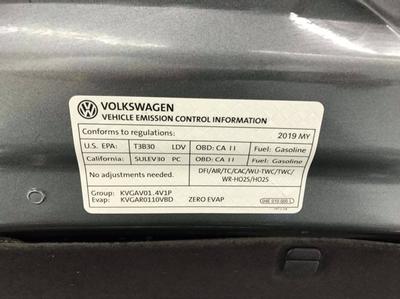 VOLKSWAGEN
VEHICLE EMISSION CONTROL INFORMATION
Conforms to regulations: 2019 MY
U.S. EPA: T3B30 LDV OBD: CA II Fuel: Gasoline
California: SULEV30 PC OBD: CA II Fuel: Gasoline
No adjustments needed. DFI/AIR/TC/CAC/WU-TWC/TWC/
WR-HO2S/HO2S
Group: KVGAV01.4V1P
Evap: KVGAR0110VBD ZERO EVAP